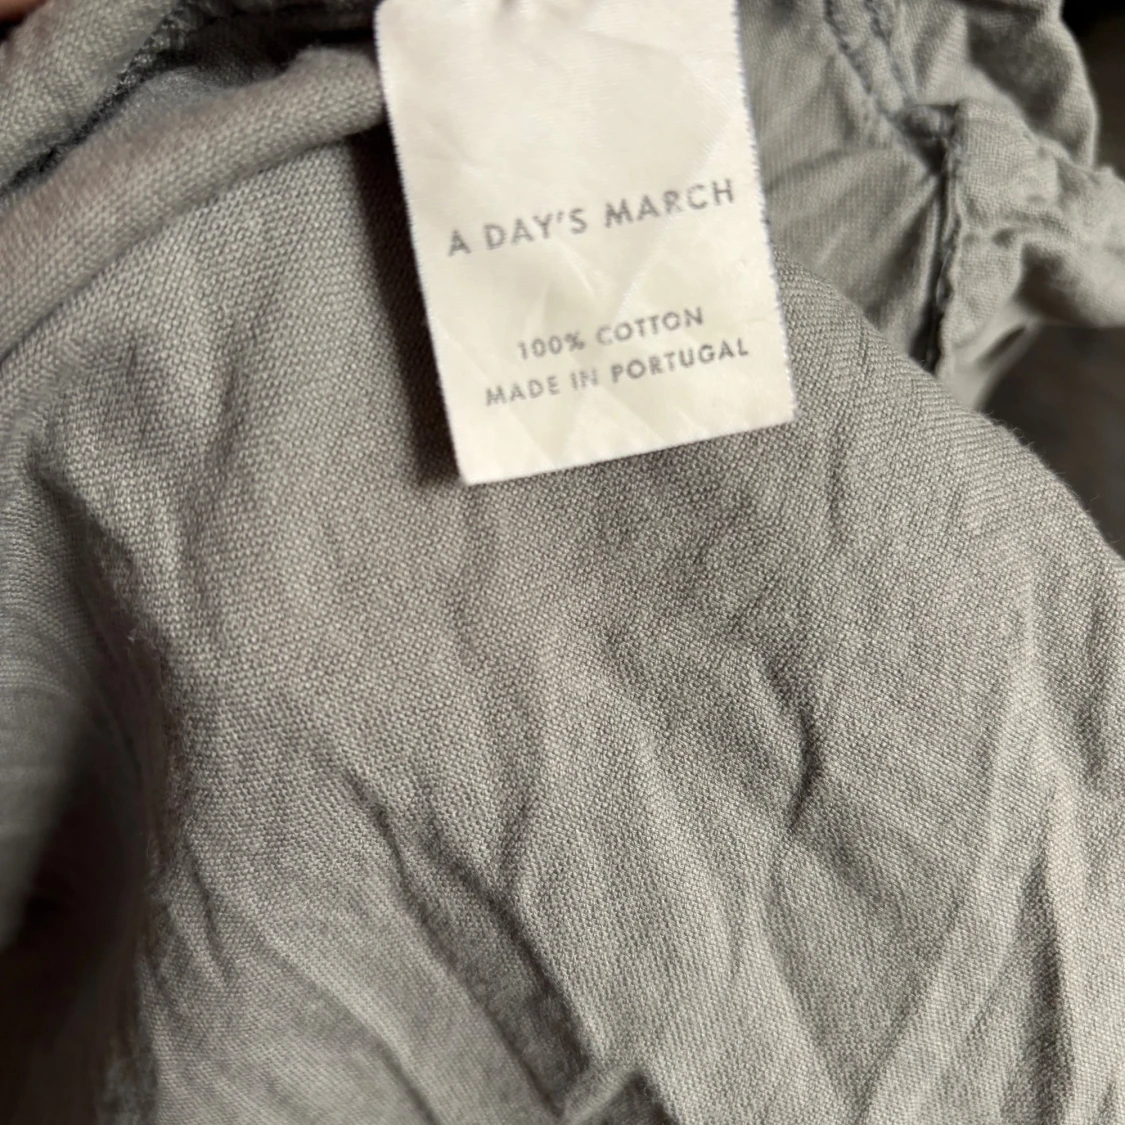 A DAY'S MARCH
100% COTTON
MADE IN PORTUGAL